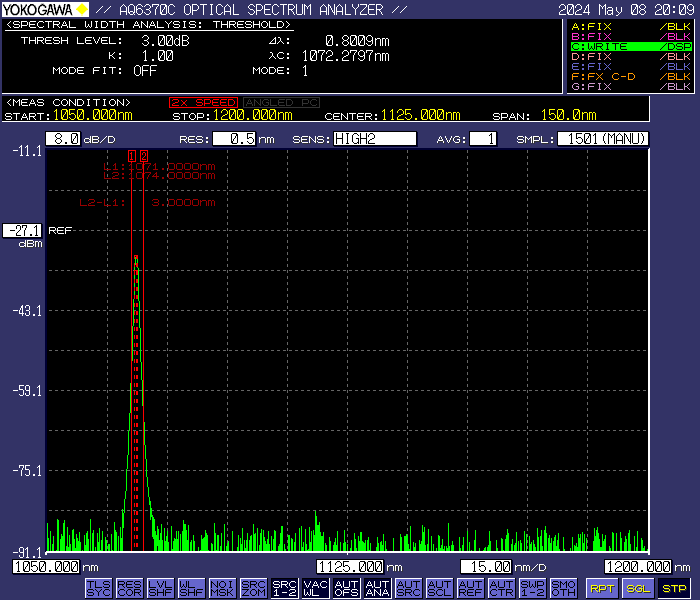 YOKOGAWA // AQ6370C OPTICAL SPECTRUM ANALYZER // 2024 May 08 20:09
<SPECTRAL WIDTH ANALYSIS: THRESHOLD>
THRESH LEVEL: 3.00dB Δλ: 0.8009nm
K: 1.00 λC: 1072.2797nm
MODE FIT: OFF MODE: 1
A:FIX /BLK
B:FIX /BLK
C:WRITE /DSP
D:FIX /BLK
E:FIX /BLK
F:FX C-D /BLK
G:FIX /BLK
<MEAS CONDITION> 2X SPEED ANGLED PC
START:1050.000nm STOP:1200.000nm CENTER:1125.000nm SPAN: 150.0nm
8.0 dB/D RES: 0.5 nm SENS: HIGH2 AVG: 1 SMPL: 1501(MANU)
-11.1
1 2
L1:1071.0000nm
L2:1074.0000nm
L2-L1: 3.0000nm
-27.1 REF
dBm
-43.1
-59.1
-75.1
-91.1
1050.000 nm 1125.000 nm 15.00 nm/D 1200.000 nm
TLS SYC RES COR LVL SHF WL SHF NOI MSK SRC ZOM SRC 1-2 VAC WL AUT OFS AUT ANA AUT SRC AUT SCL AUT REF AUT CTR SWP 1-2 SMO OTH RPT SGL STP